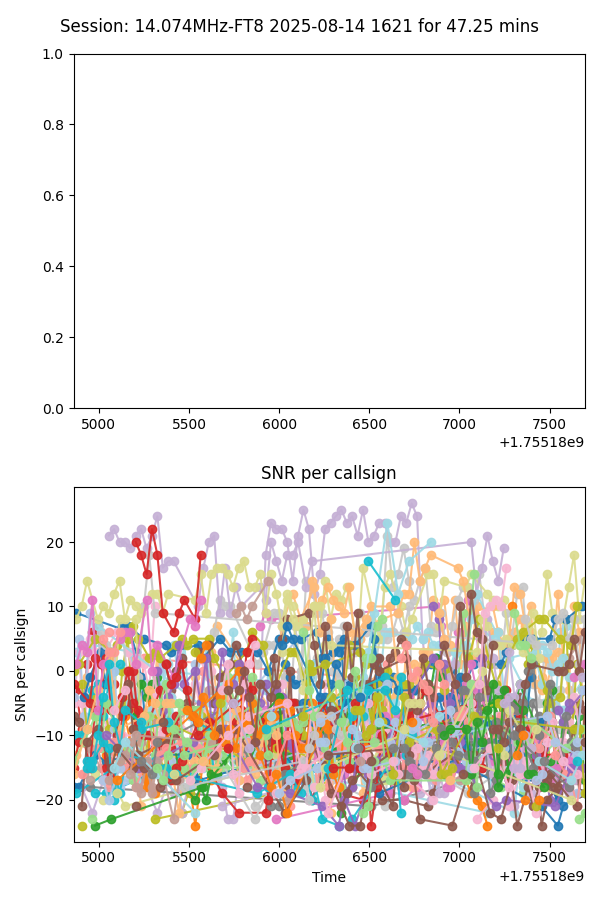 Session: 14.074MHz-FT8 2025-08-14 1621 for 47.25 mins
1.0
0.8
0.6
0.4
0.2
0.0
5000 5500 6000 6500 7000 7500
+1.75518e9
SNR per callsign
20
10
0
−10
−20
SNR per callsign
5000 5500 6000 6500 7000 7500
Time
+1.75518e9